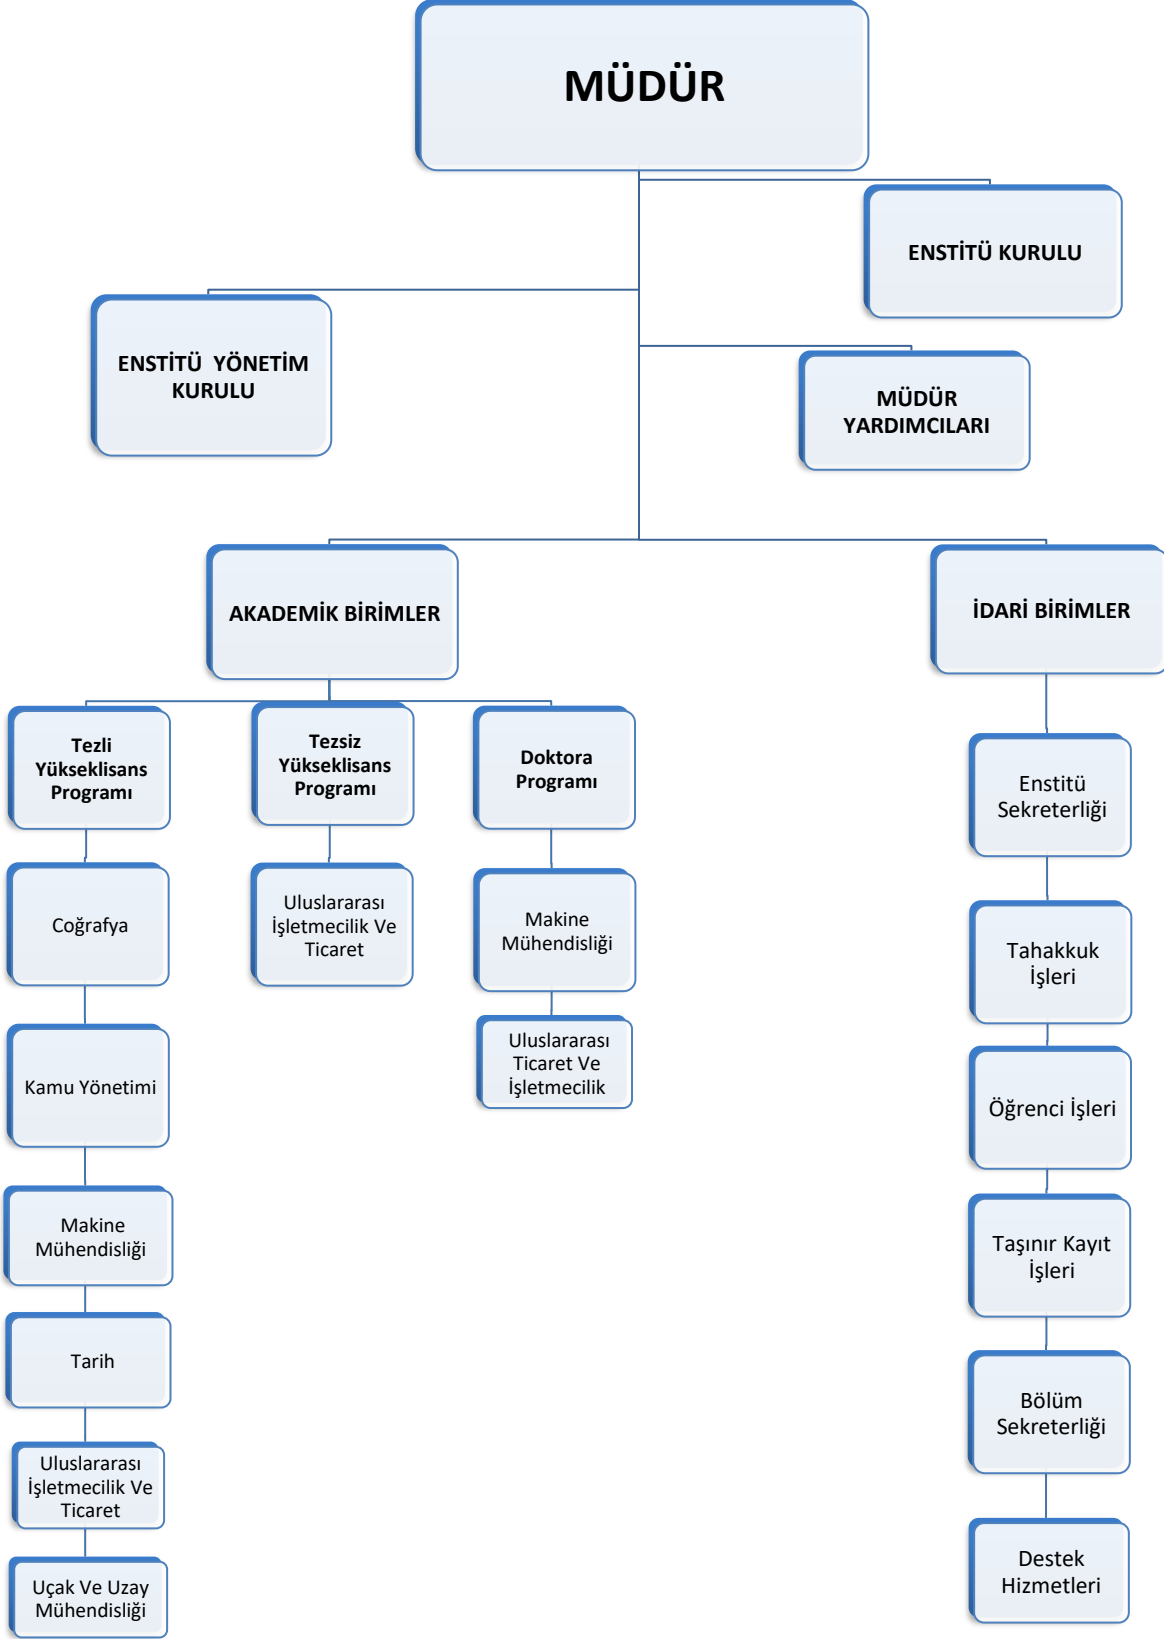 MÜDÜR
ENSTİTÜ KURULU
ENSTİTÜ  YÖNETİM
KURULU
MÜDÜR
YARDIMCILARI
AKADEMİK BİRİMLER
İDARİ BİRİMLER
Tezli
Yükseklisans
Programı
Tezsiz
Yükseklisans
Programı
Doktora
Programı
Coğrafya
Kamu Yönetimi
Makine
Mühendisliği
Tarih
Uluslararası
İşletmecilik Ve
Ticaret
Uçak Ve Uzay
Mühendisliği
Uluslararası
İşletmecilik Ve
Ticaret
Makine
Mühendisliği
Uluslararası
Ticaret Ve
İşletmecilik
Enstitü
Sekreterliği
Tahakkuk
İşleri
Öğrenci İşleri
Taşınır Kayıt
İşleri
Bölüm
Sekreterliği
Destek
Hizmetleri